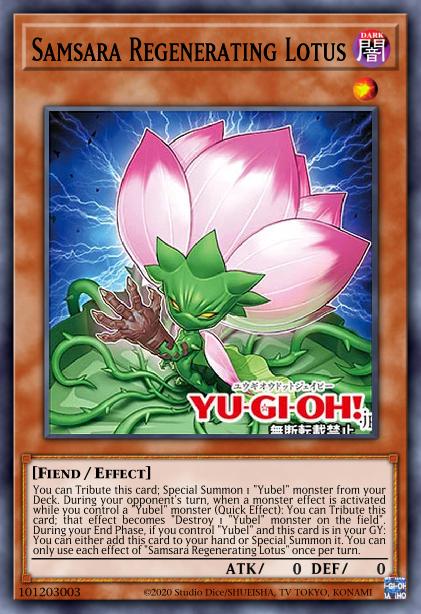 Samsara Regenerating Lotus
DARK
闇
ユウギオウドットジェイピー
YU-GI-OH!
.jp
無断転載禁止
[Fiend / Effect]
You can Tribute this card; Special Summon 1 "Yubel" monster from your
Deck. During your opponent's turn, when a monster effect is activated
while you control a "Yubel" monster (Quick Effect): You can Tribute this
card; that effect becomes "Destroy 1 "Yubel" monster on the field".
During your End Phase, if you control "Yubel" and this card is in your GY:
You can either add this card to your hand or Special Summon it. You can
only use each effect of "Samsara Regenerating Lotus" once per turn.
ATK/ 0 DEF/ 0
101203003 ©2020 Studio Dice/SHUEISHA, TV TOKYO, KONAMI